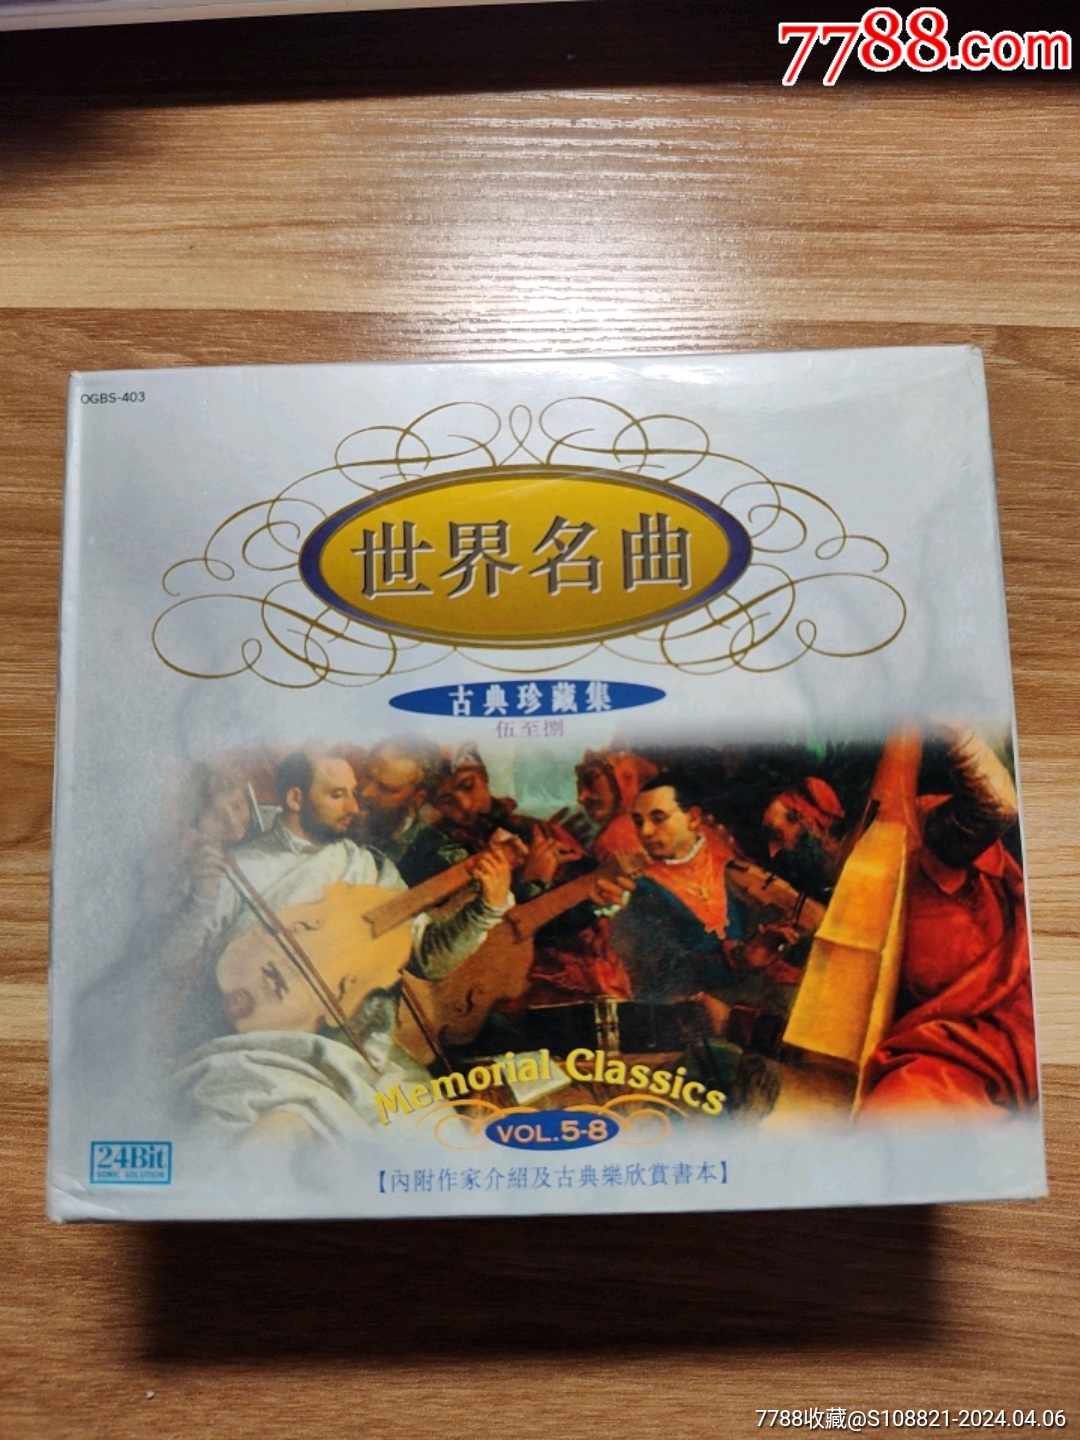 7788.com
OGBS-403
世界名曲
古典珍藏集
伍至捌
Memorial Classics
VOL.5-8
24Bit
SONIC SOLUTION
【內附作家介紹及古典樂欣賞書本】
7788收藏@S108821-2024.04.06